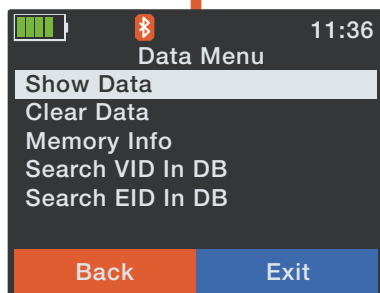 11:36
Data Menu
Show Data
Clear Data
Memory Info
Search VID In DB
Search EID In DB
Back Exit